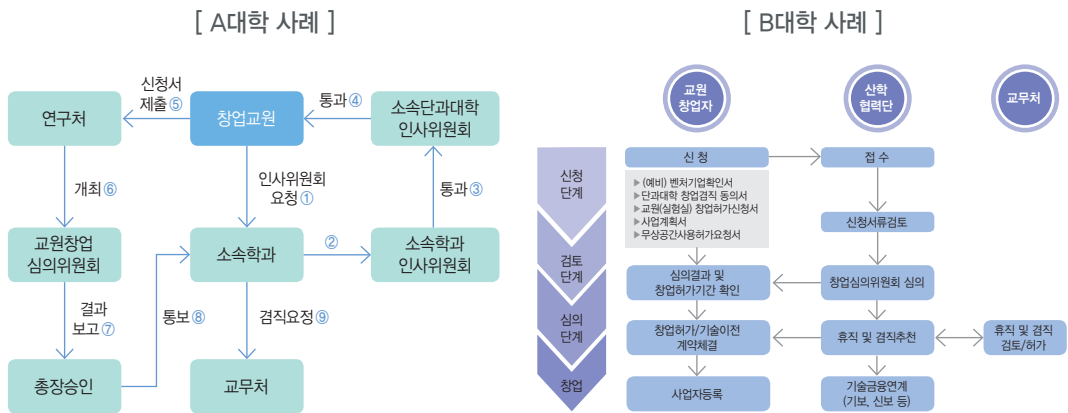 [ A대학 사례 ]
신청서
제출⑤
통과④
연구처
창업교원
소속단과대학
인사위원회
개최⑥
인사위원회
요청①
통과③
교원창업
심의위원회
소속학과
②
소속학과
인사위원회
결과
보고⑦
통보⑧
겸직요정⑨
총장승인
교무처
[ B대학 사례 ]
교원
창업자
산학
협력단
교무처
신청
단계
검토
단계
심의
단계
창업
신 청
접 수
▶(예비) 벤처기업확인서
▶단과대학 창업겸직 동의서
▶교원(실험실) 창업허가신청서
▶사업계획서
▶무상공간사용허가요청서
신청서류검토
심의결과 및
창업허가기간 확인
창업심의위원회 심의
창업허가/기술이전
계약체결
휴직 및 겸직추천
휴직 및 겸직
검토/허가
사업자등록
기술금융연계
(기보, 신보 등)